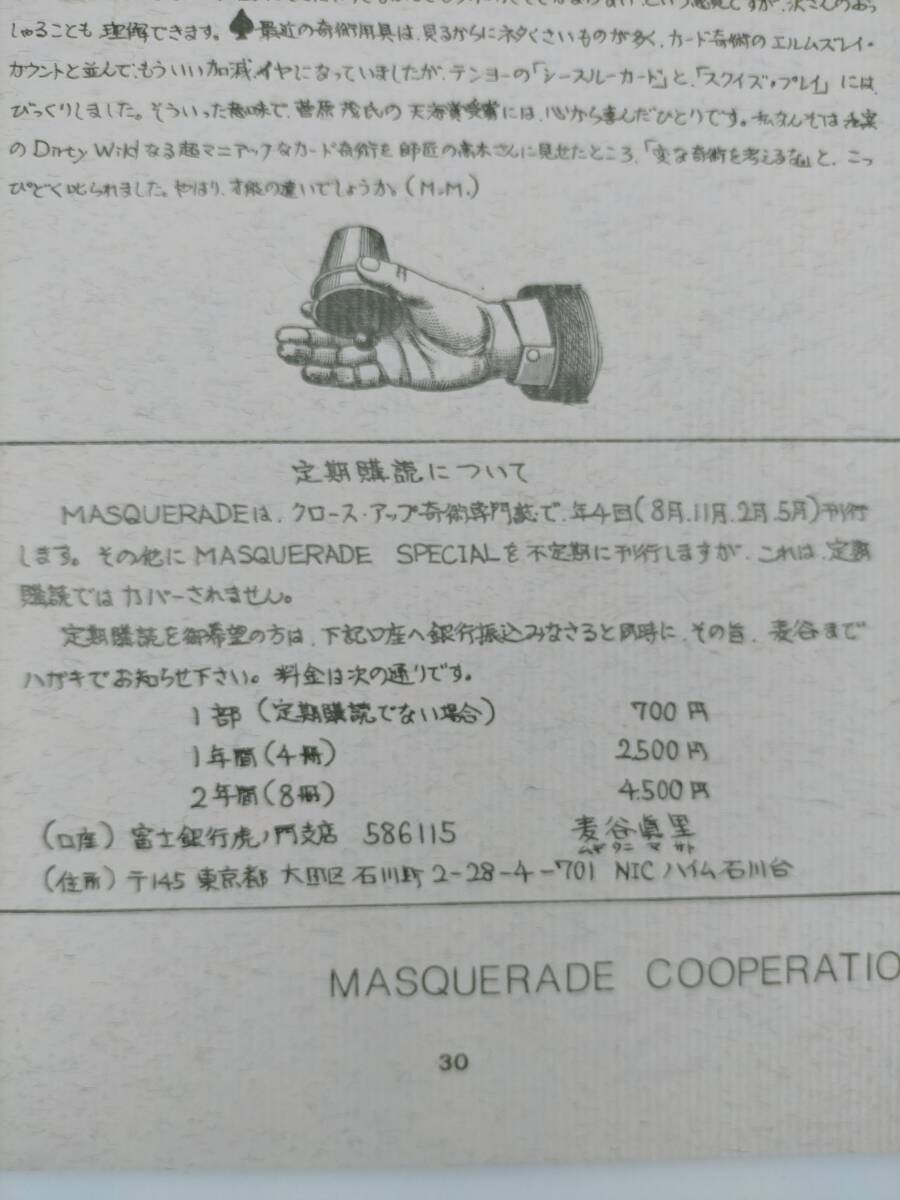 という意見ですが、沢さんのおっ
しゃることも理解できます。♠最近の奇術用具は、見るからにネタくさいものが多く、カード奇術のエルムズレイ・
カウントと並んで、もういい加減、イヤになっていましたが、テンヨーの「シースルーカード」と、「スクイズ・プレイ」には、
びっくりしました。そういった意味で、菅原茂氏の天海賞受賞には、心から喜んだひとりです。
のDirty Wildなる超マニアックなカード奇術を師匠の高木さんに見せたところ、「変な奇術を考えるな」と、こっ
ぴどく叱られました。やはり、才能の違いでしょうか。(M.M.)
定期購読について
MASQUERADEは、クロース・アップ奇術専門誌で、年4回(8月、11月、2月、5月)刊行
します。その他にMASQUERADE SPECIALを不定期に刊行しますが、これは、定期
購読ではカバーされません。
定期購読を御希望の方は、下記口座へ銀行振込みなさると同時に、その旨、麦谷まで
ハガキでお知らせ下さい。料金は次の通りです。
1部(定期購読でない場合) 700円
1年間(4冊) 2,500円
2年間(8冊) 4,500円
(口座)富士銀行虎ノ門支店 586115 麦谷眞里
ムギ タニ マ サト
(住所)〒145 東京都 大田区 石川町 2-28-4-701 NICハイム石川台
MASQUERADE COOPERATIO
30